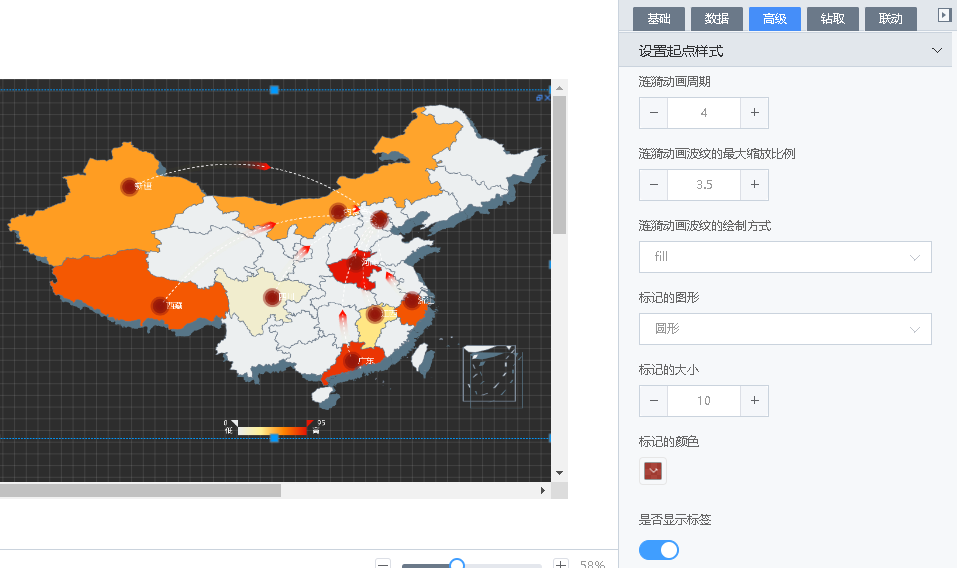 基础 数据 高级 钻取 联动
设置起点样式
涟漪动画周期
− 4 +
涟漪动画波纹的最大缩放比例
− 3.5 +
涟漪动画波纹的绘制方式
fill
标记的图形
圆形
标记的大小
− 10 +
标记的颜色
是否显示标签
新疆
西藏
浙江
广东
0 95
低 高
58%